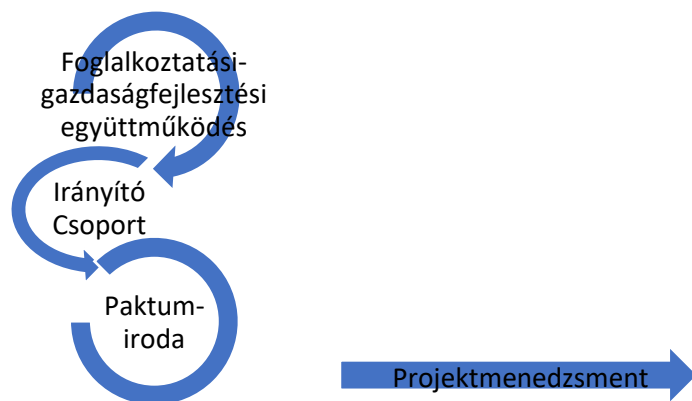 Foglalkoztatási-
gazdaságfejlesztési
együttműködés
Irányító
Csoport
Paktum-
iroda
Projektmenedzsment